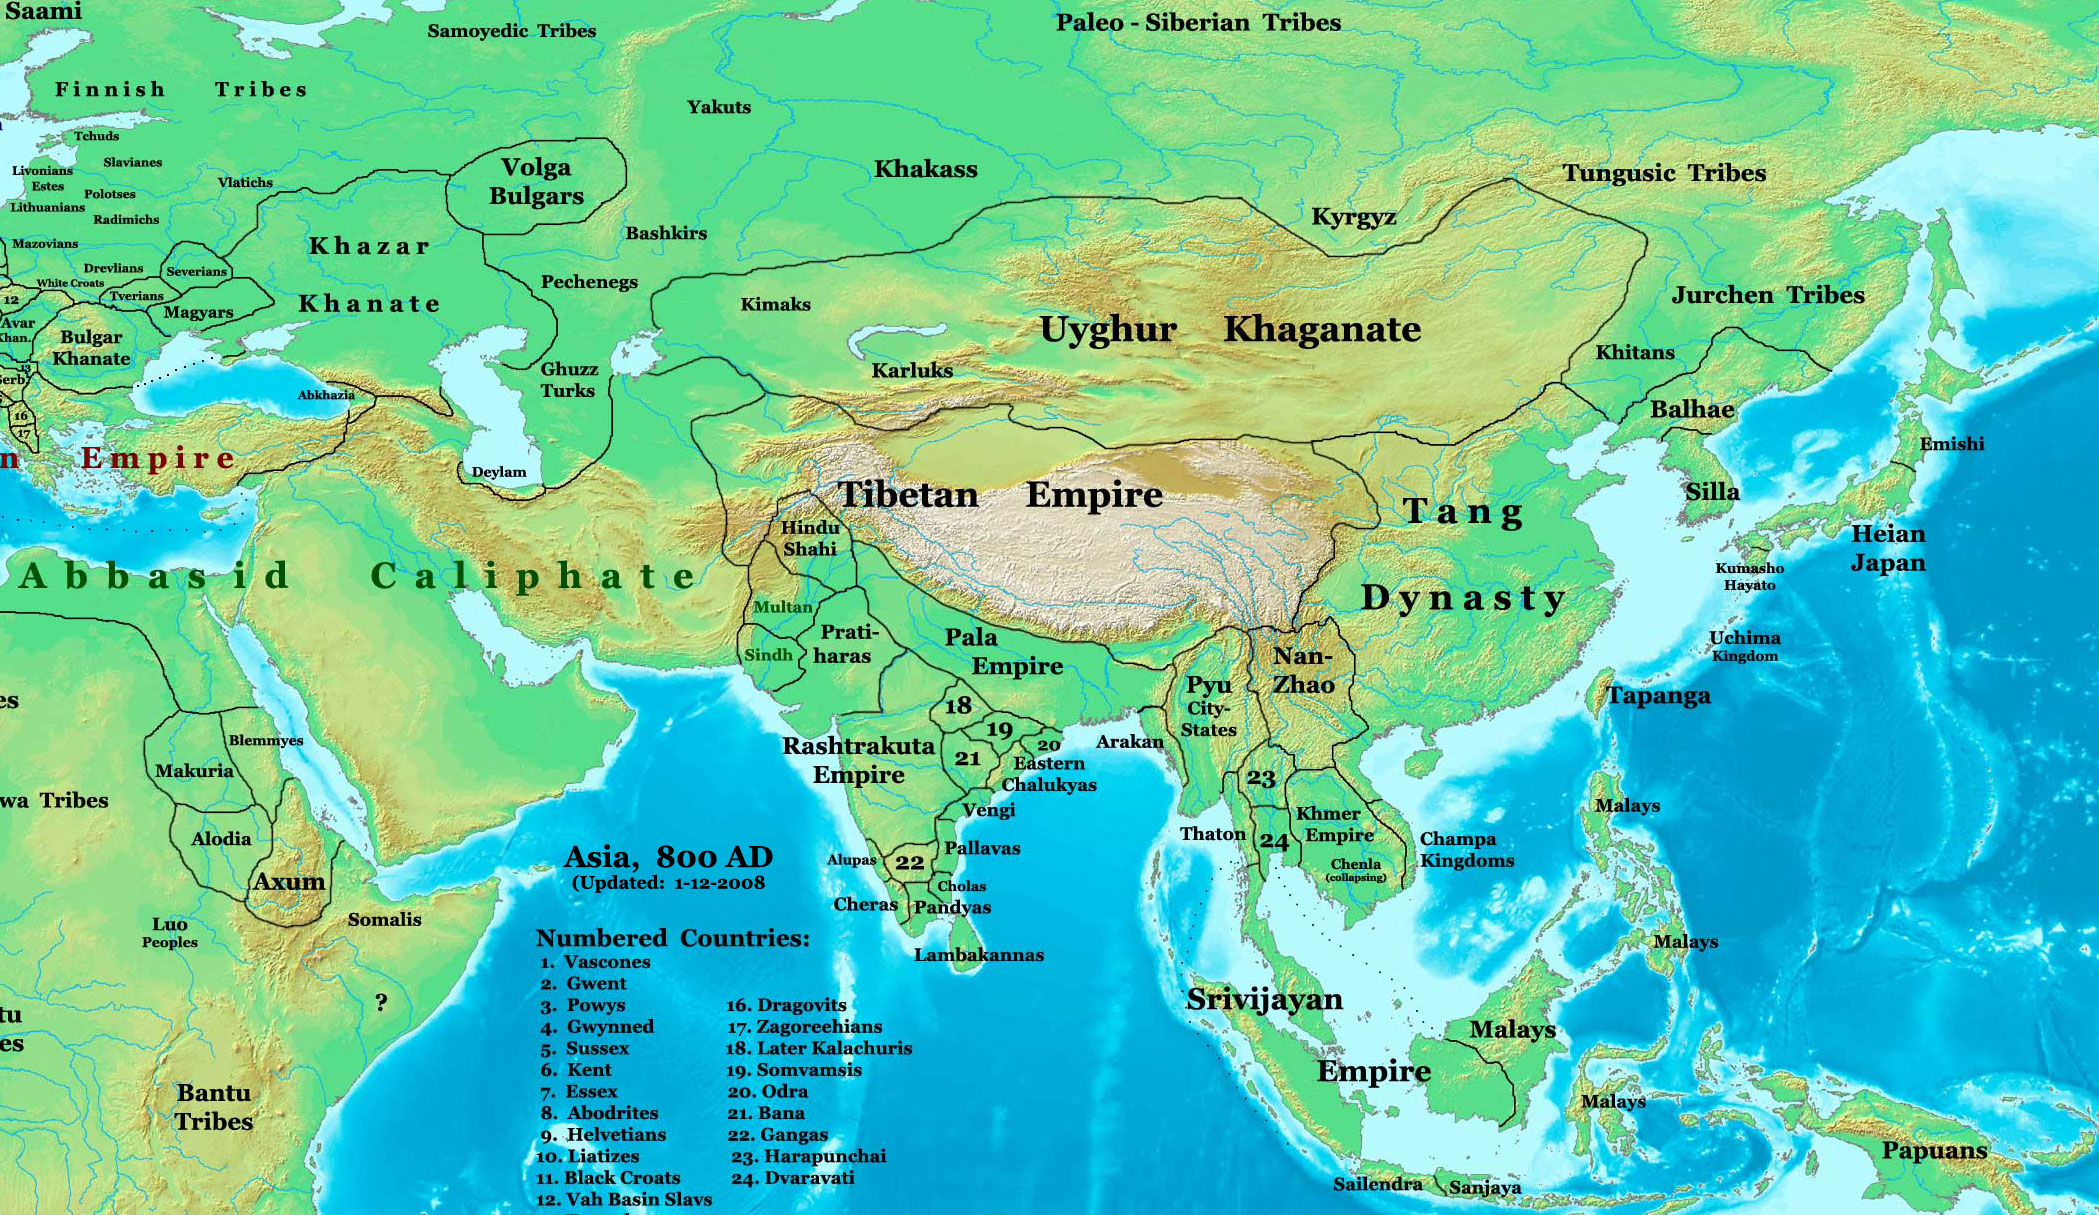 Saami
Samoyedic Tribes
Paleo - Siberian Tribes
Finnish Tribes
Yakuts
Tchuds
Slavianes
Livonians
Estes
Lithuanians
Polotses
Radimichs
Vlatichs
Volga
Bulgars
Khakass
Tungusic Tribes
Kyrgyz
Mazovians
Drevlians
White Croats
Severians
Tverians
Magyars
12
Avar
Khan.
Bulgar
Khanate
13
Serb.
16
17
Khazar
Khanate
Bashkirs
Pechenegs
Kimaks
Uyghur Khaganate
Jurchen Tribes
Khitans
Karluks
Ghuzz
Turks
Abkhazia
Balhae
Emishi
n Empire
Deylam
Tibetan Empire
Tang
Dynasty
Silla
Heian
Japan
Kumasho
Hayato
Hindu
Shahi
Abbasid Caliphate
Multan
Sindh
Prati-
haras
Pala
Empire
Uchima
Kingdom
Nan-
Zhao
Pyu
City-
States
Tapanga
es
18
19
20
21
Rashtrakuta
Empire
Eastern
Chalukyas
Arakan
Blemmyes
Makuria
wa Tribes
Alodia
Axum
Vengi
23
24
Khmer
Empire
Chenla
(collapsing)
Thaton
Champa
Kingdoms
Malays
Asia, 800 AD
(Updated: 1-12-2008
Alupas
22
Pallavas
Cholas
Cheras
Pandyas
Lambakannas
Somalis
Luo
Peoples
?
tu
es
Bantu
Tribes
Malays
Srivijayan
Empire
Malays
Malays
Papuans
Sailendra
Sanjaya
Numbered Countries:
1. Vascones
2. Gwent
3. Powys
4. Gwynned
5. Sussex
6. Kent
7. Essex
8. Abodrites
9. Helvetians
10. Liatizes
11. Black Croats
12. Vah Basin Slavs
16. Dragovits
17. Zagoreehians
18. Later Kalachuris
19. Somvamsis
20. Odra
21. Bana
22. Gangas
23. Harapunchai
24. Dvaravati